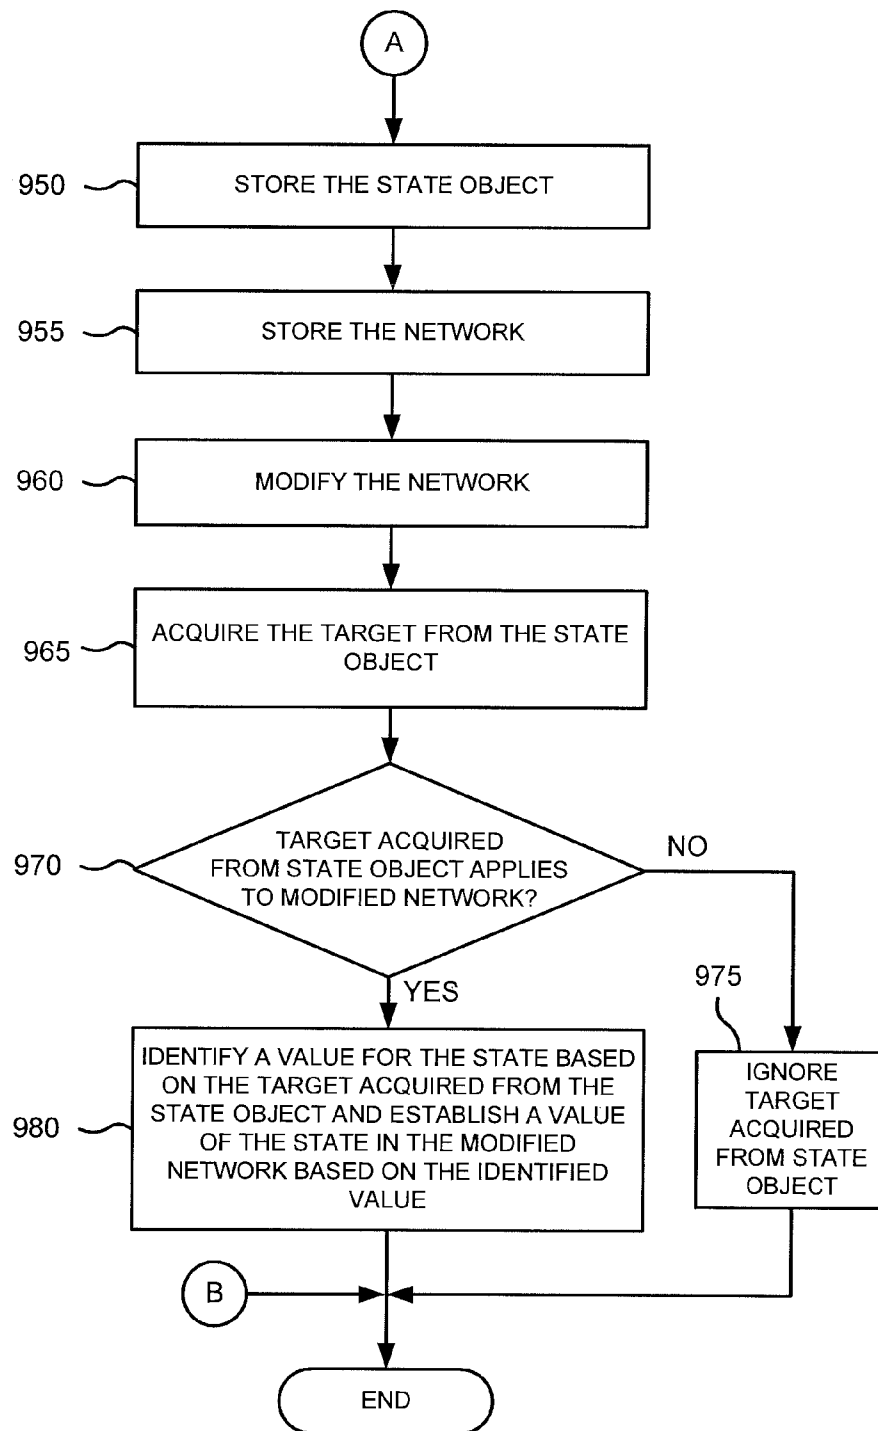 A
950
STORE THE STATE OBJECT
955
STORE THE NETWORK
960
MODIFY THE NETWORK
965
ACQUIRE THE TARGET FROM THE STATE
OBJECT
970
TARGET ACQUIRED
FROM STATE OBJECT APPLIES
TO MODIFIED NETWORK?
NO
YES
975
IGNORE
TARGET
ACQUIRED
FROM STATE
OBJECT
980
IDENTIFY A VALUE FOR THE STATE BASED
ON THE TARGET ACQUIRED FROM THE
STATE OBJECT AND ESTABLISH A VALUE
OF THE STATE IN THE MODIFIED
NETWORK BASED ON THE IDENTIFIED
VALUE
B
END